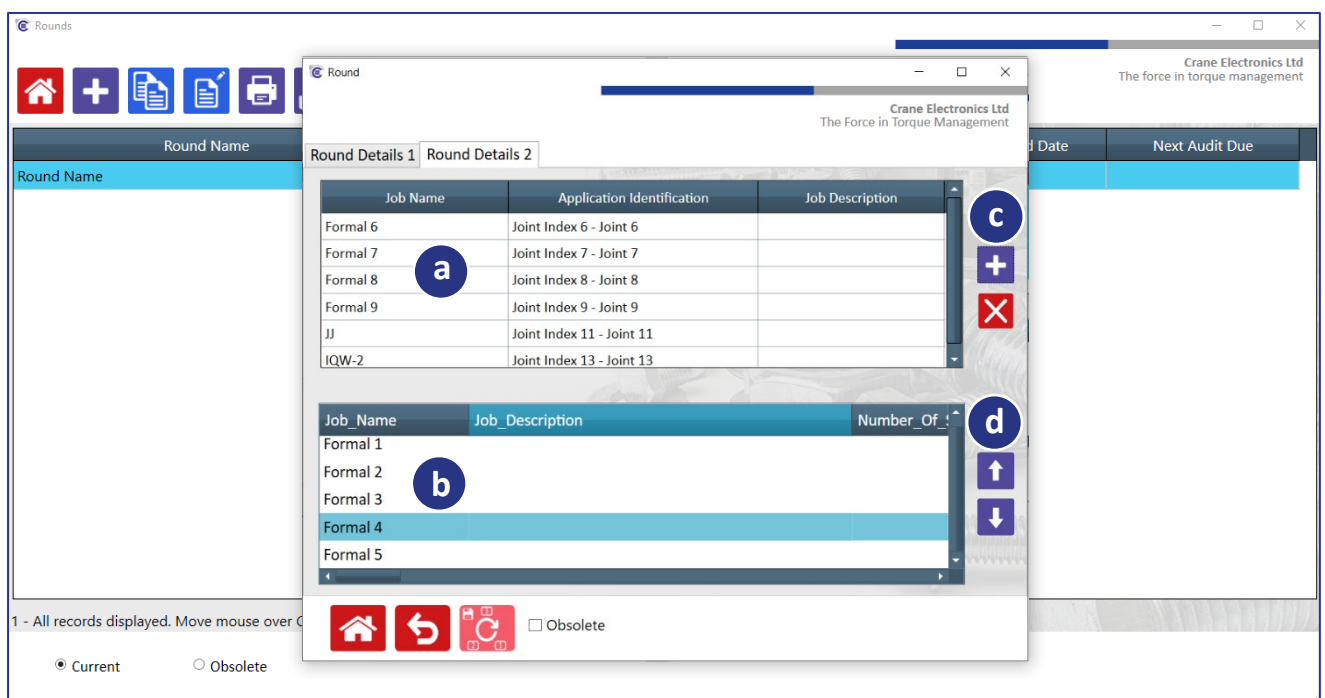 Rounds
Crane Electronics Ltd
The force in torque management
Round
Crane Electronics Ltd
The Force in Torque Management
Round Name
d Date
Next Audit Due
Round Name
Round Details 1
Round Details 2
Job Name
Application Identification
Job Description
Formal 6
Joint Index 6 - Joint 6
Formal 7
Joint Index 7 - Joint 7
Formal 8
Joint Index 8 - Joint 8
Formal 9
Joint Index 9 - Joint 9
JJ
Joint Index 11 - Joint 11
IQW-2
Joint Index 13 - Joint 13
a
c
Job_Name
Job_Description
Number_Of_
d
Formal 1
Formal 2
Formal 3
Formal 4
Formal 5
b
1 - All records displayed. Move mouse over
Obsolete
Current
Obsolete